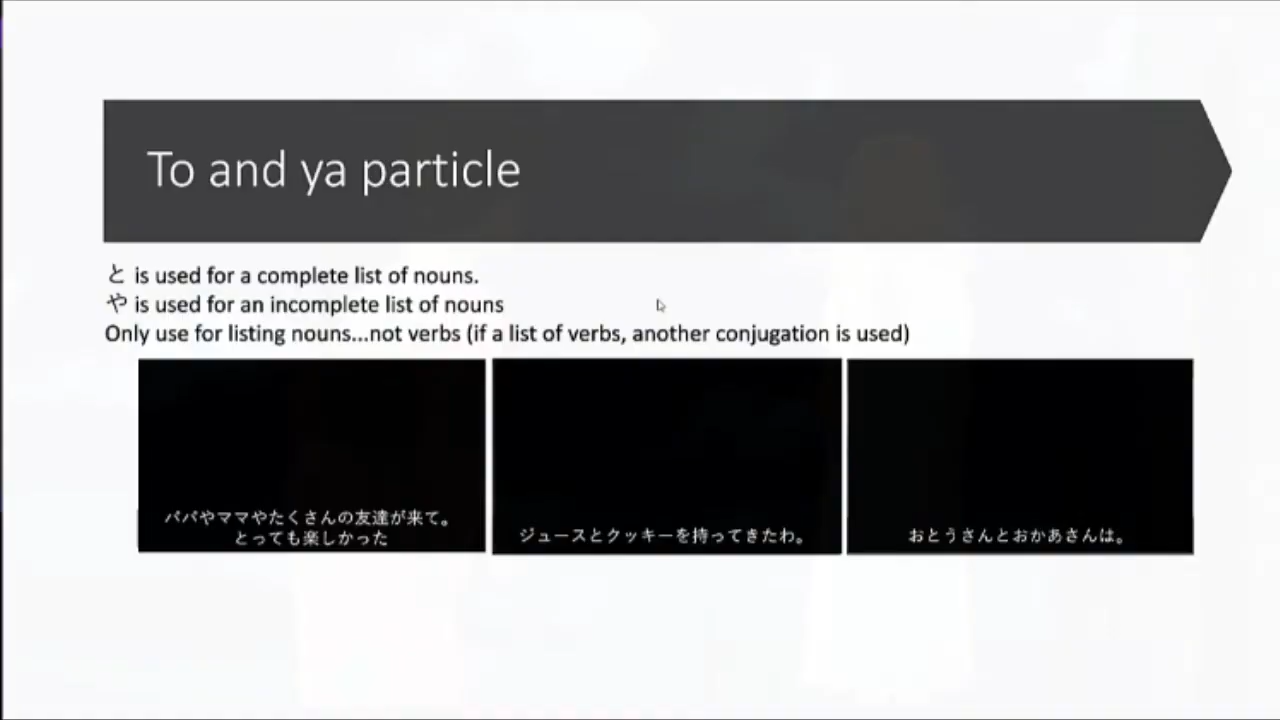 To and ya particle
と is used for a complete list of nouns.
や is used for an incomplete list of nouns
Only use for listing nouns...not verbs (if a list of verbs, another conjugation is used)
パパやママやたくさんの友達が来て。
とっても楽しかった
ジュースとクッキーを持ってきたわ。
おとうさんとおかあさんは。